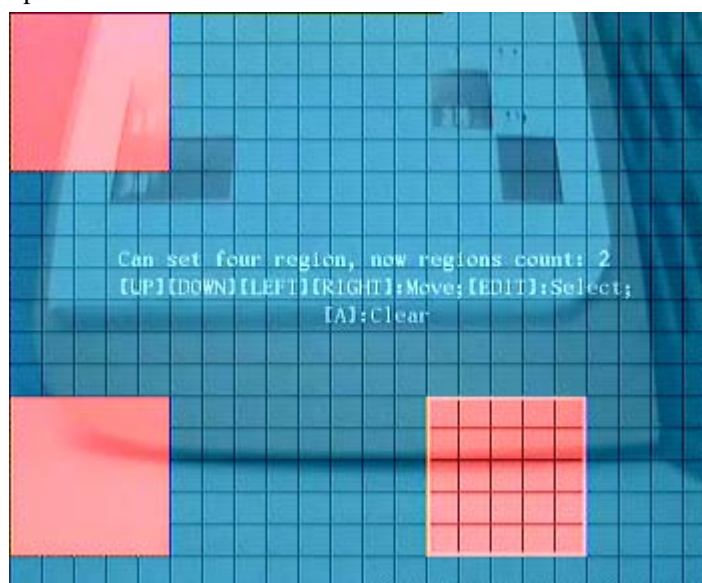 Can set four region, now regions count: 2
[UP][DOWN][LEFT][RIGHT]:Move;[EDIT]:Select;
[A]:Clear